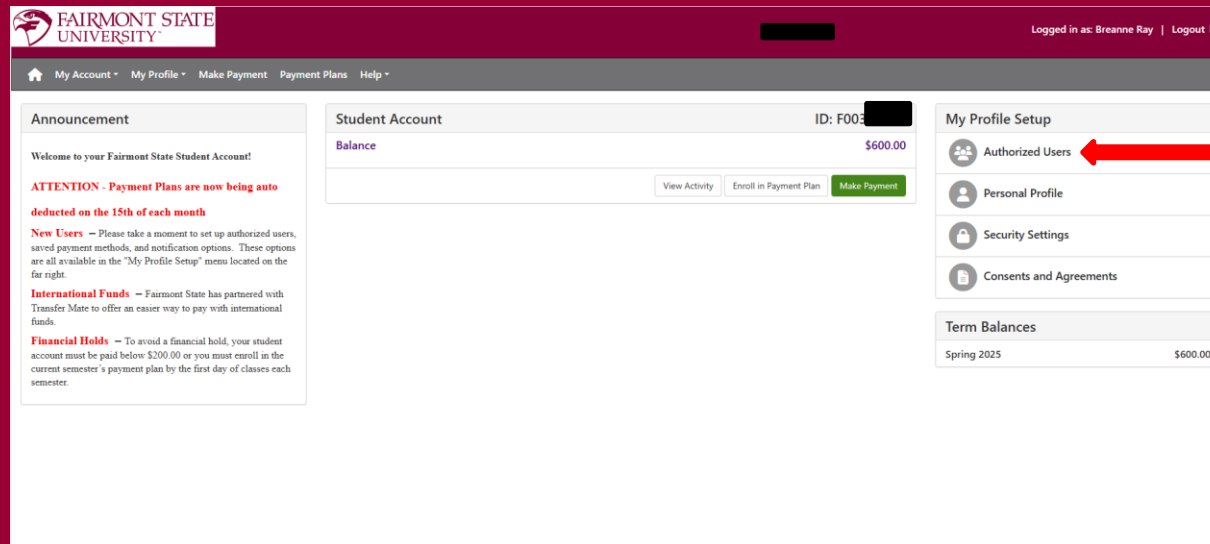 FAIRMONT STATE
UNIVERSITY
Logged in as: Breanne Ray | Logout
My Account My Profile Make Payment Payment Plans Help
Announcement
Welcome to your Fairmont State Student Account!
ATTENTION - Payment Plans are now being auto
deducted on the 15th of each month
New Users – Please take a moment to set up authorized users,
saved payment methods, and notification options. These options
are all available in the "My Profile Setup" menu located on the
far right.
International Funds – Fairmont State has partnered with
Transfer Mate to offer an easier way to pay with international
funds.
Financial Holds – To avoid a financial hold, your student
account must be paid below $200.00 or you must enroll in the
current semester's payment plan by the first day of classes each
semester.
Student Account ID: F003
Balance $600.00
View Activity Enroll in Payment Plan Make Payment
My Profile Setup
Authorized Users
Personal Profile
Security Settings
Consents and Agreements
Term Balances
Spring 2025 $600.00